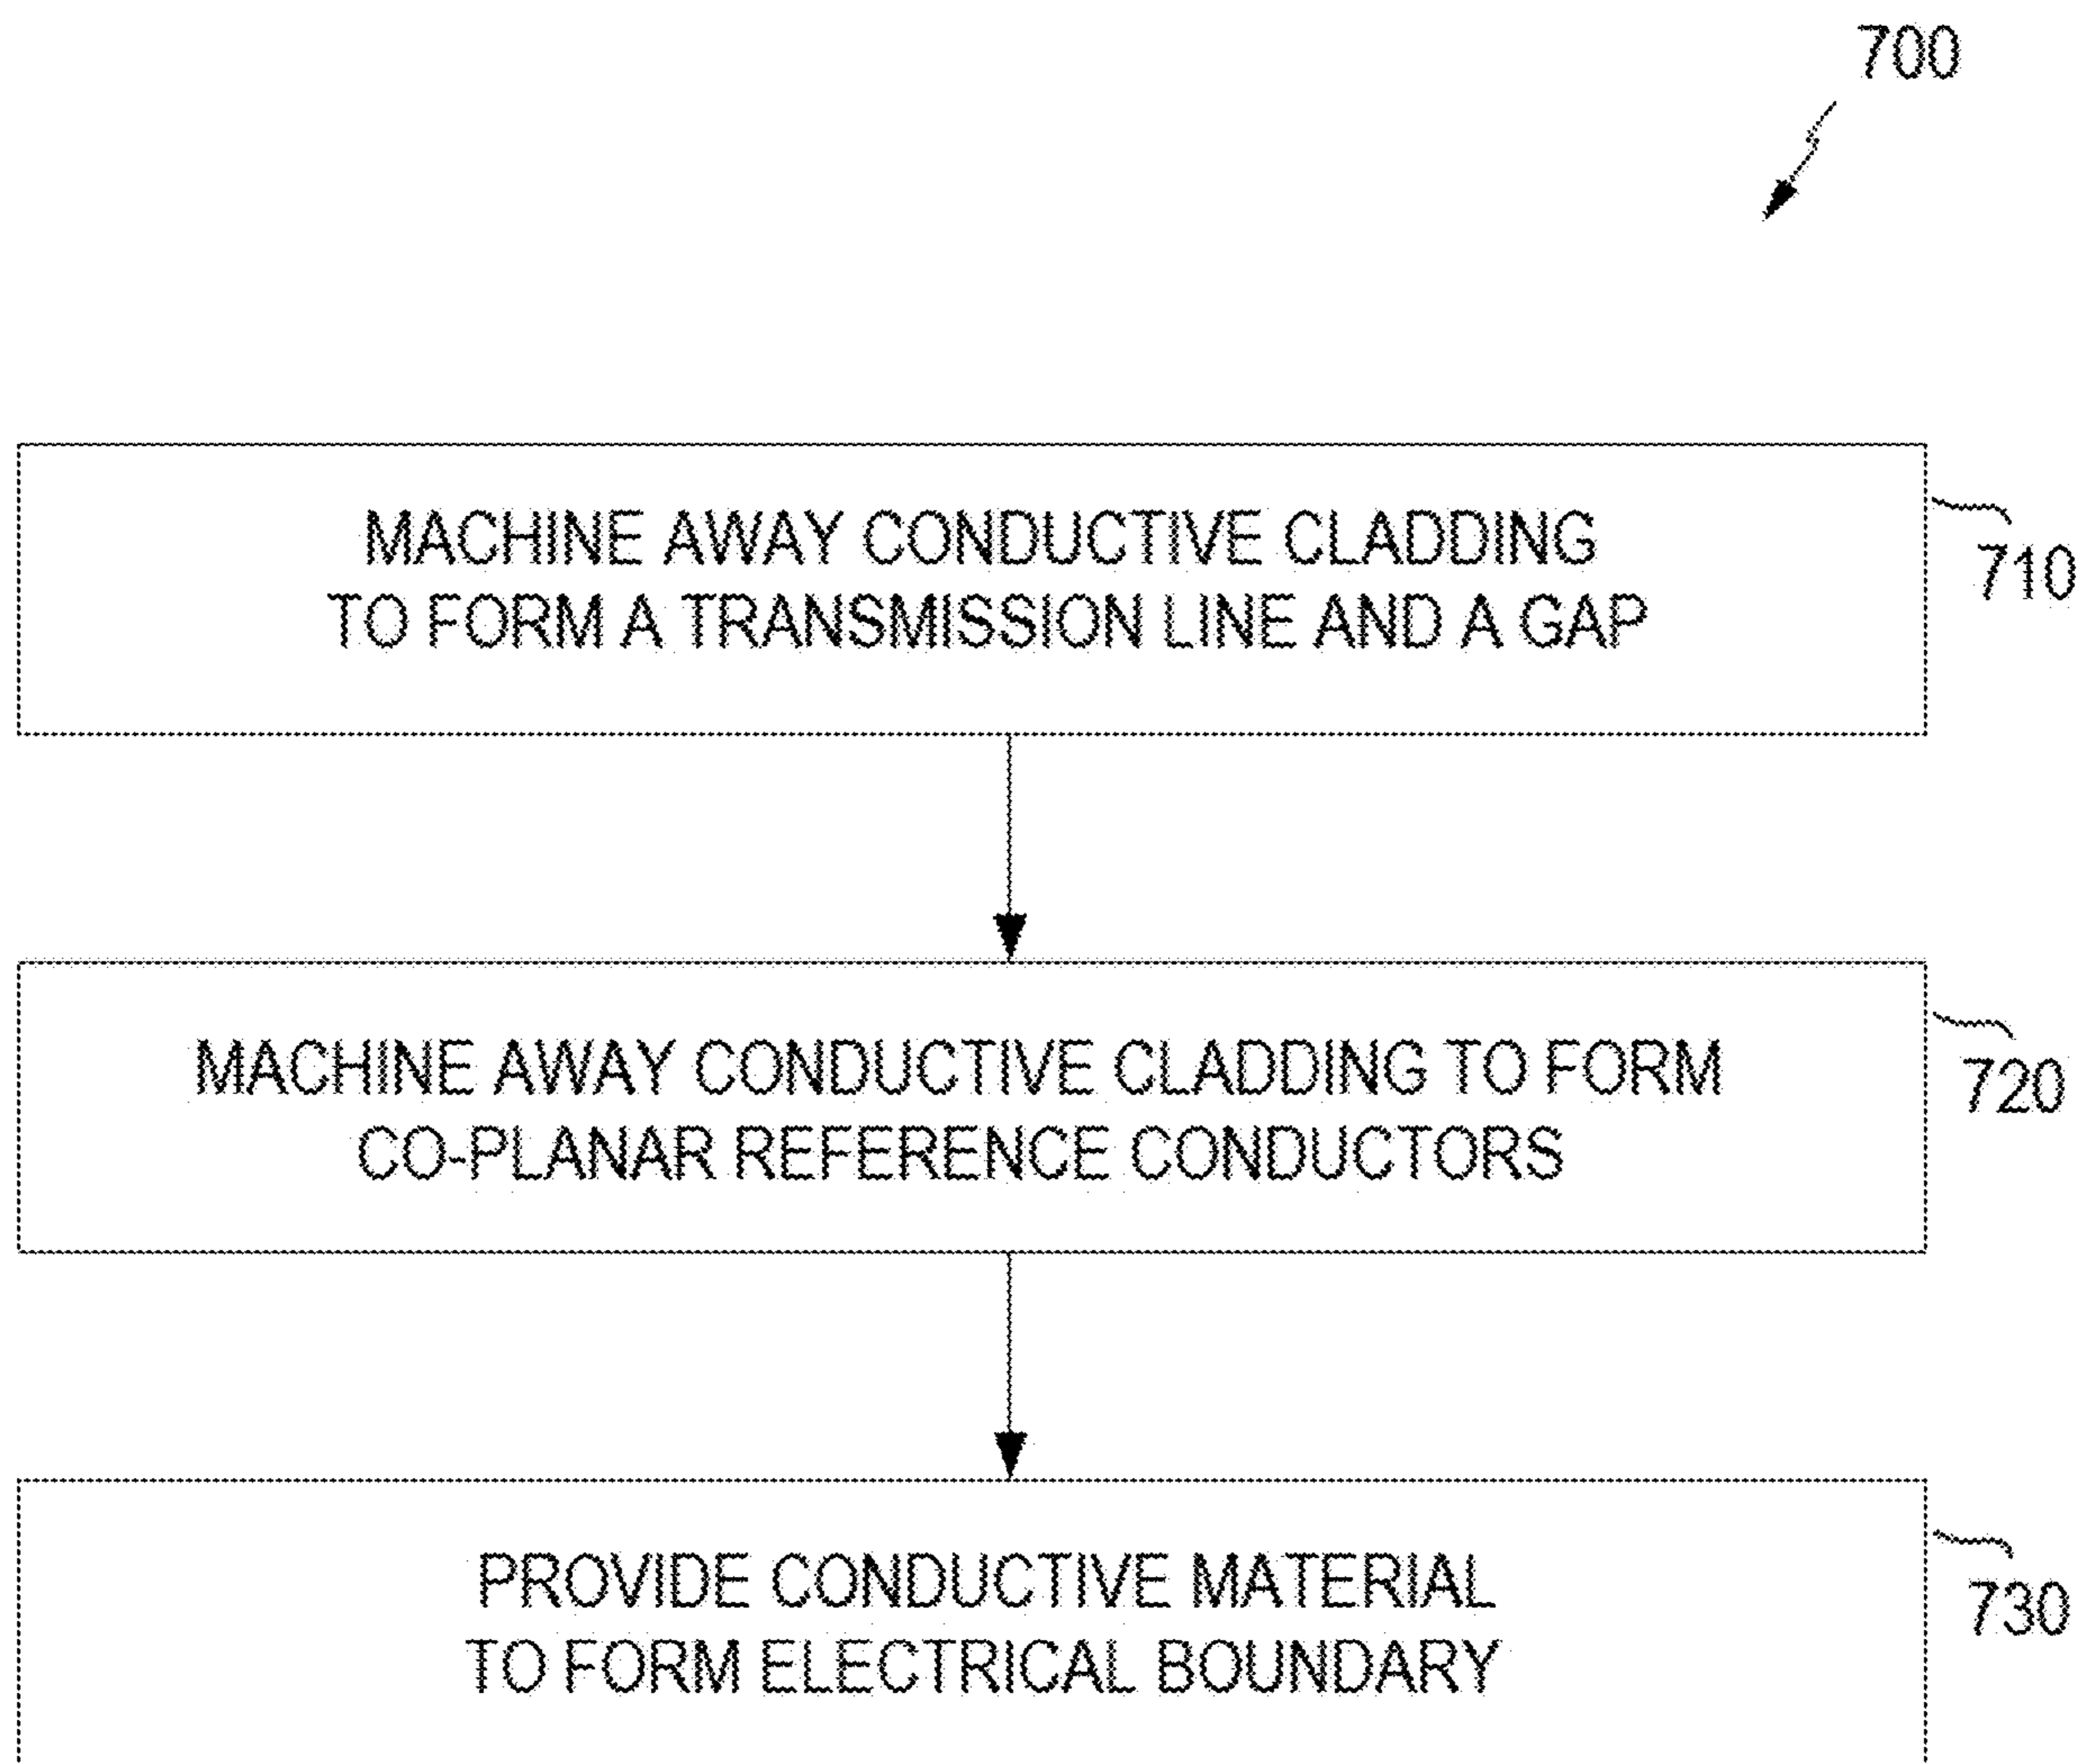 700
MACHINE AWAY CONDUCTIVE CLADDING
TO FORM A TRANSMISSION LINE AND A GAP
710
MACHINE AWAY CONDUCTIVE CLADDING TO FORM
CO-PLANAR REFERENCE CONDUCTORS
720
PROVIDE CONDUCTIVE MATERIAL
TO FORM ELECTRICAL BOUNDARY
730